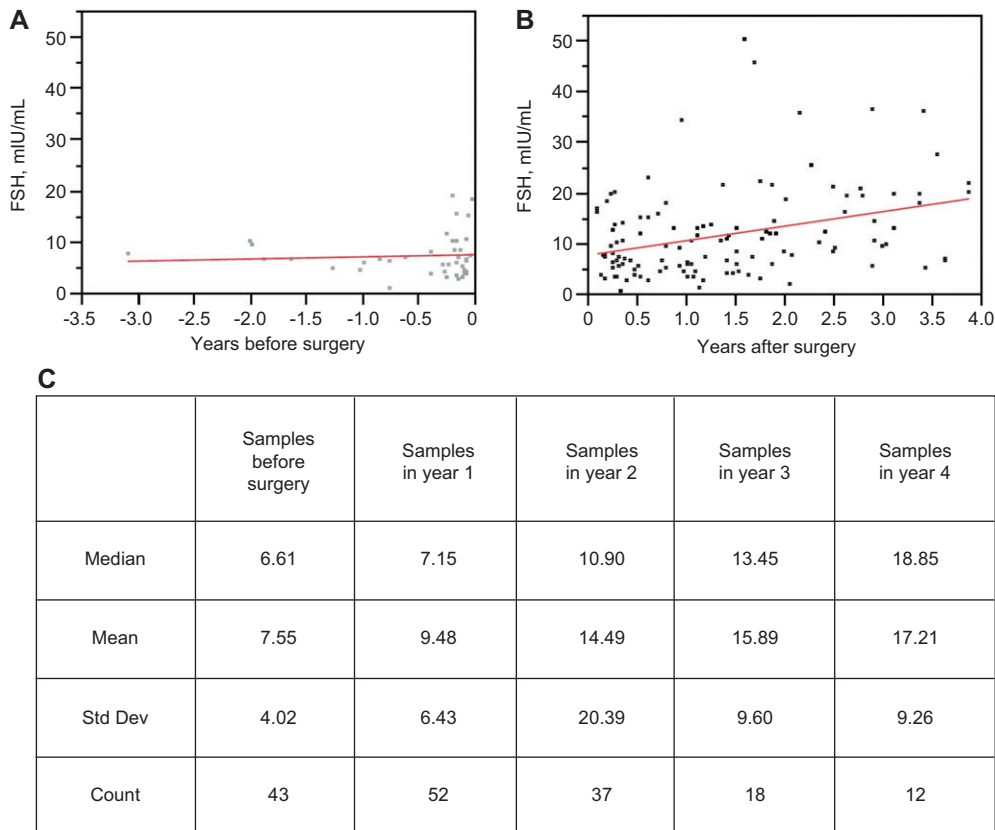 A
FSH, mIU/mL
50
40
30
20
10
0
-3.5 -3.0 -2.5 -2.0 -1.5 -1.0 -0.5 0
Years before surgery
B
FSH, mIU/mL
50
40
30
20
10
0
0 0.5 1.0 1.5 2.0 2.5 3.0 3.5 4.0
Years after surgery
C
Samples
before
surgery
Samples
in year 1
Samples
in year 2
Samples
in year 3
Samples
in year 4
Median 6.61 7.15 10.90 13.45 18.85
Mean 7.55 9.48 14.49 15.89 17.21
Std Dev 4.02 6.43 20.39 9.60 9.26
Count 43 52 37 18 12